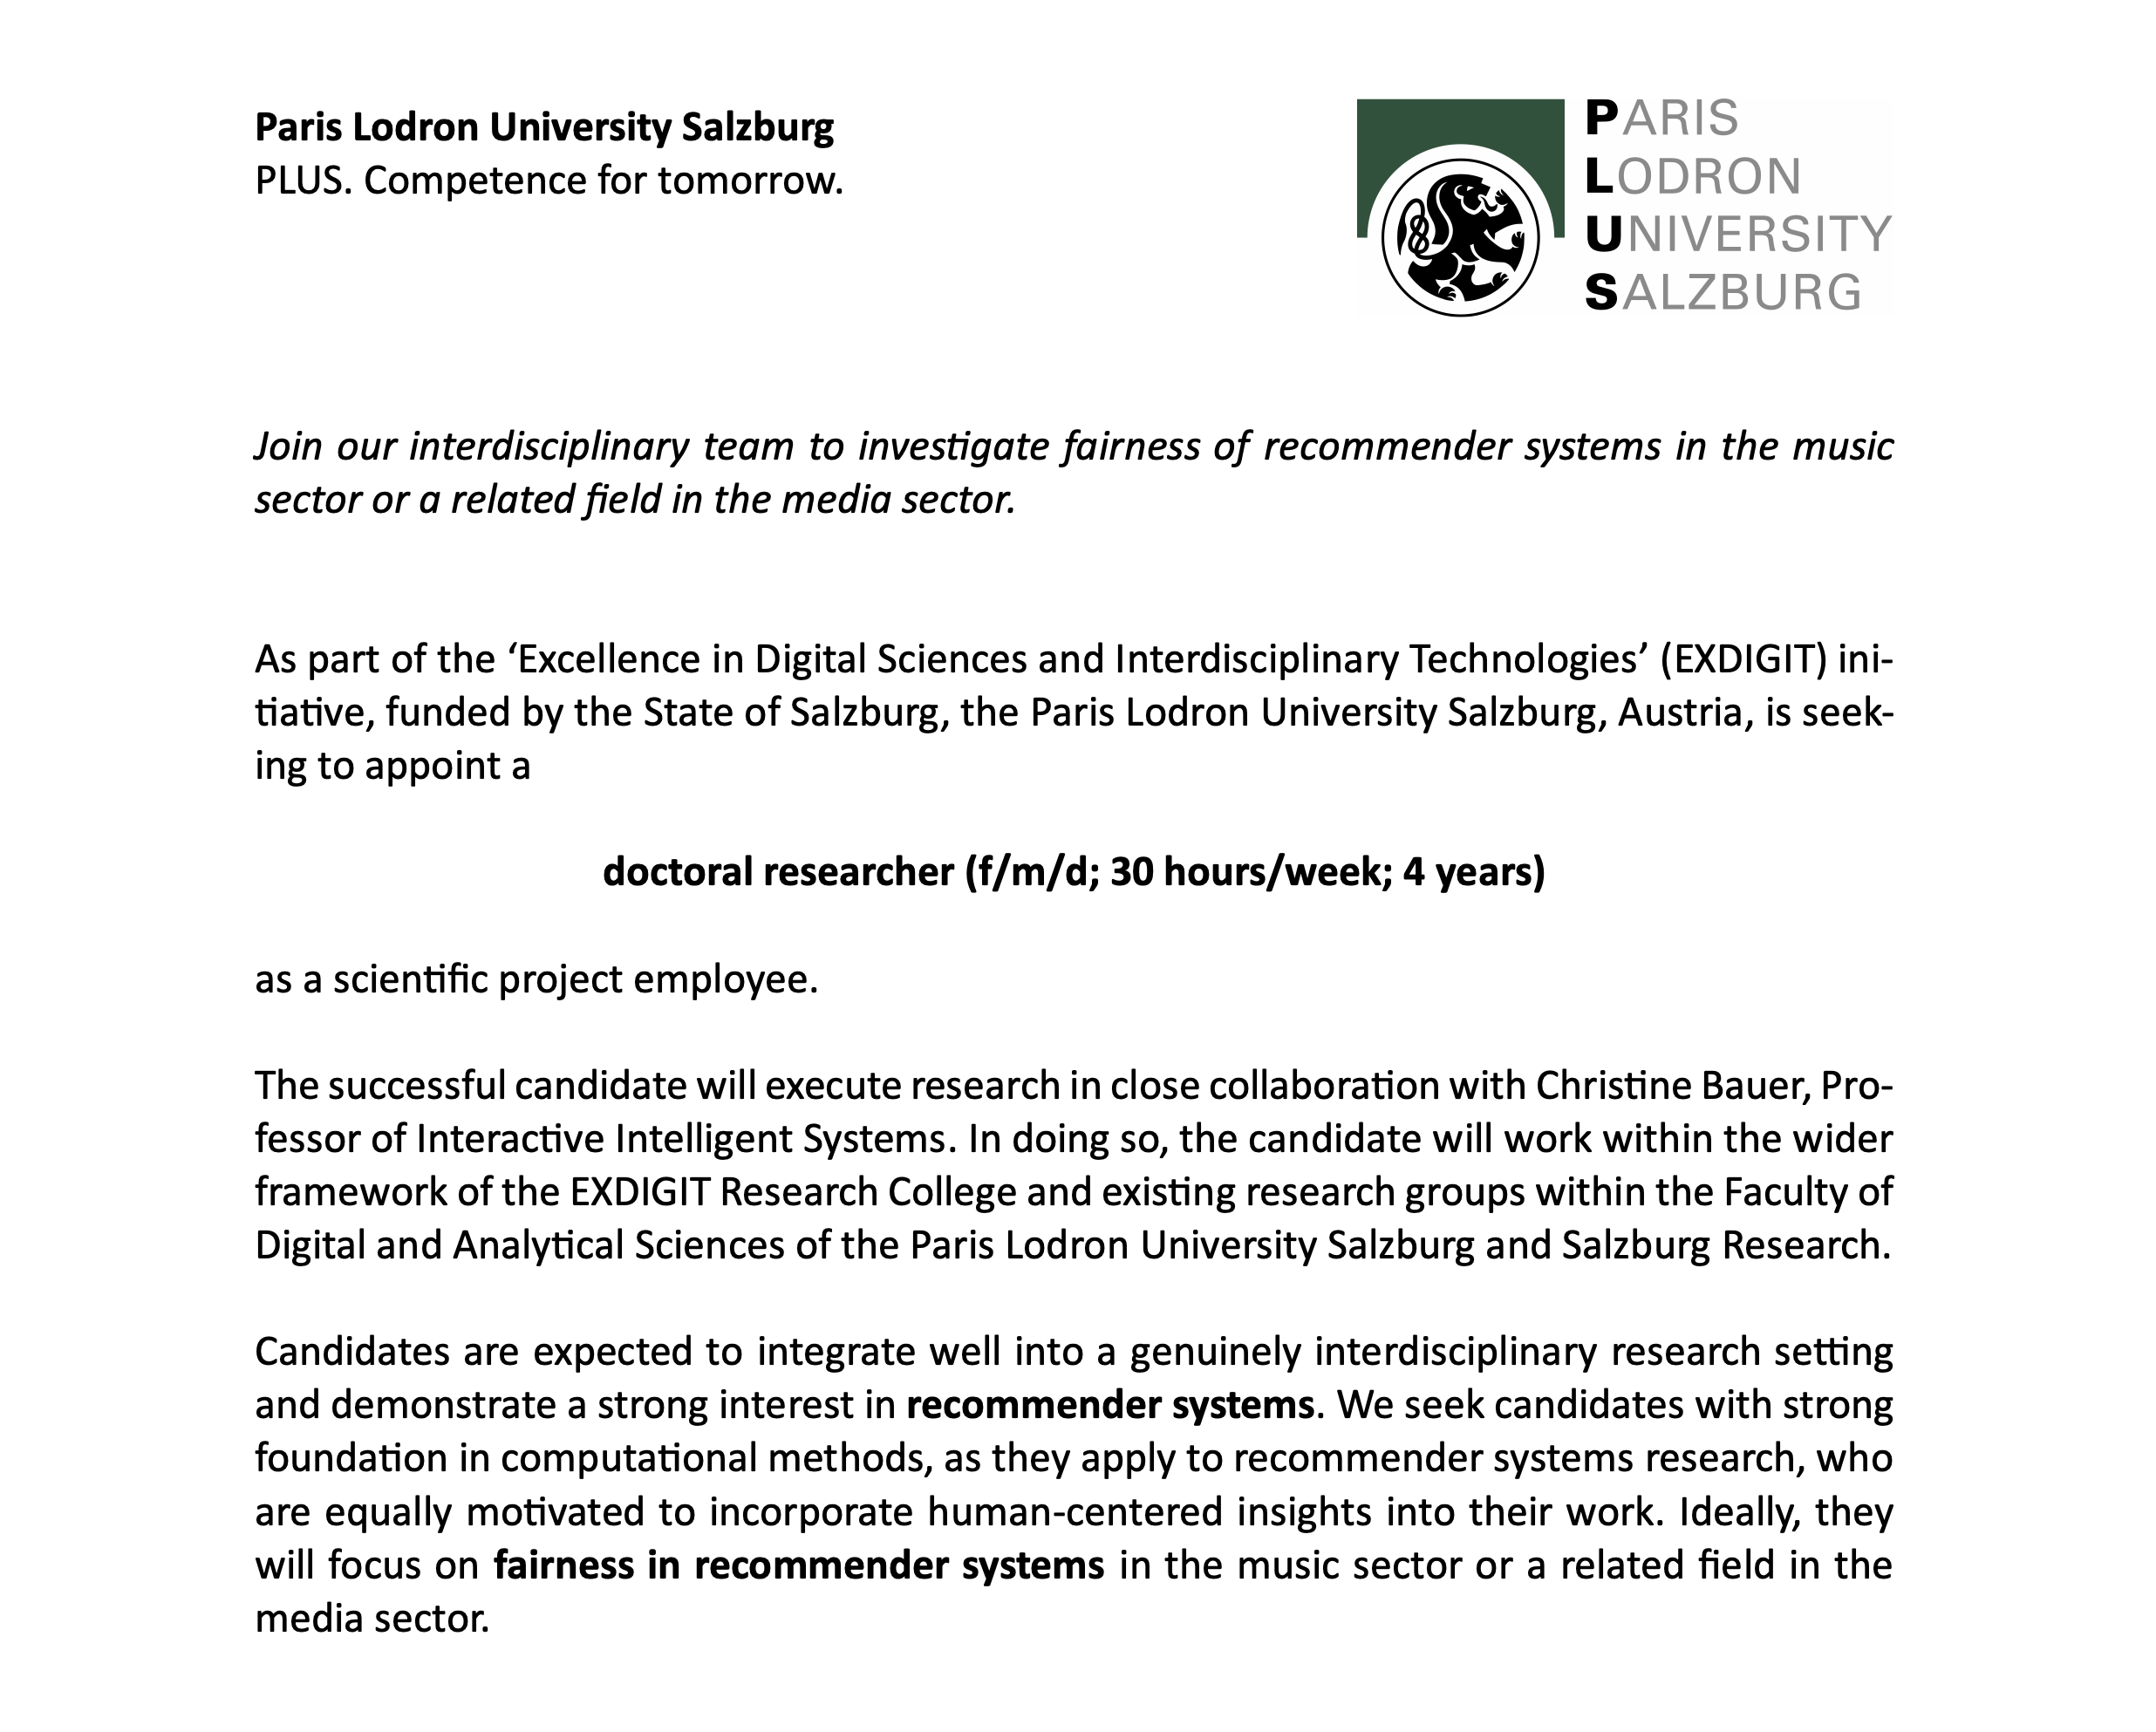 Paris Lodron University Salzburg
PLUS. Competence for tomorrow.
PARIS
LODRON
UNIVERSITY
SALZBURG
Join our interdisciplinary team to investigate fairness of recommender systems in the music
sector or a related field in the media sector.
As part of the ‘Excellence in Digital Sciences and Interdisciplinary Technologies’ (EXDIGIT) ini-
tiative, funded by the State of Salzburg, the Paris Lodron University Salzburg, Austria, is seek-
ing to appoint a
doctoral researcher (f/m/d; 30 hours/week; 4 years)
as a scientific project employee.
The successful candidate will execute research in close collaboration with Christine Bauer, Pro-
fessor of Interactive Intelligent Systems. In doing so, the candidate will work within the wider
framework of the EXDIGIT Research College and existing research groups within the Faculty of
Digital and Analytical Sciences of the Paris Lodron University Salzburg and Salzburg Research.
Candidates are expected to integrate well into a genuinely interdisciplinary research setting
and demonstrate a strong interest in recommender systems. We seek candidates with strong
foundation in computational methods, as they apply to recommender systems research, who
are equally motivated to incorporate human-centered insights into their work. Ideally, they
will focus on fairness in recommender systems in the music sector or a related field in the
media sector.